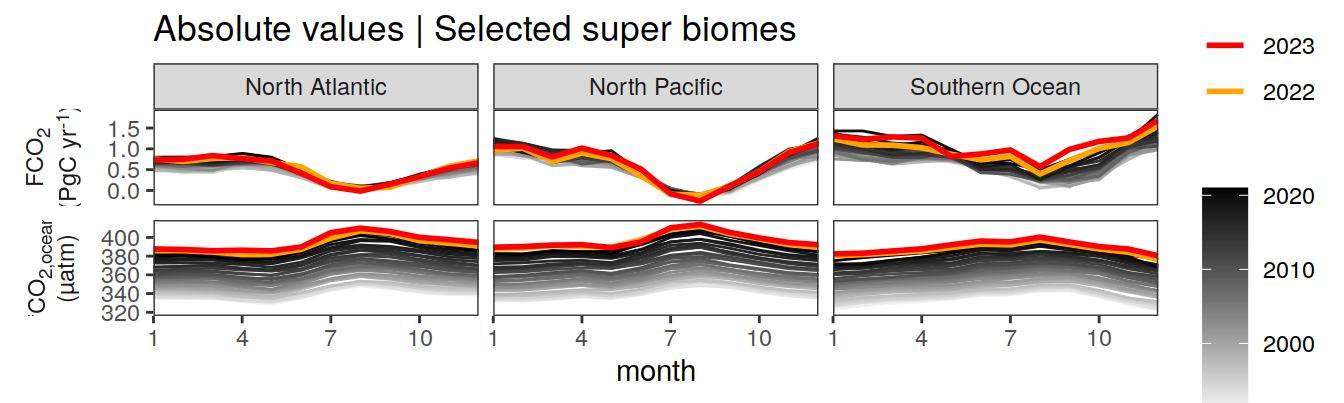 Absolute values | Selected super biomes
North Atlantic North Pacific Southern Ocean
FCO₂
(PgC yr⁻¹)
1.5
1.0
0.5
0.0
CO₂,ocean
(µatm)
400
380
360
340
320
1 4 7 10 1 4 7 10 1 4 7 10
month
2023
2022
2020
2010
2000